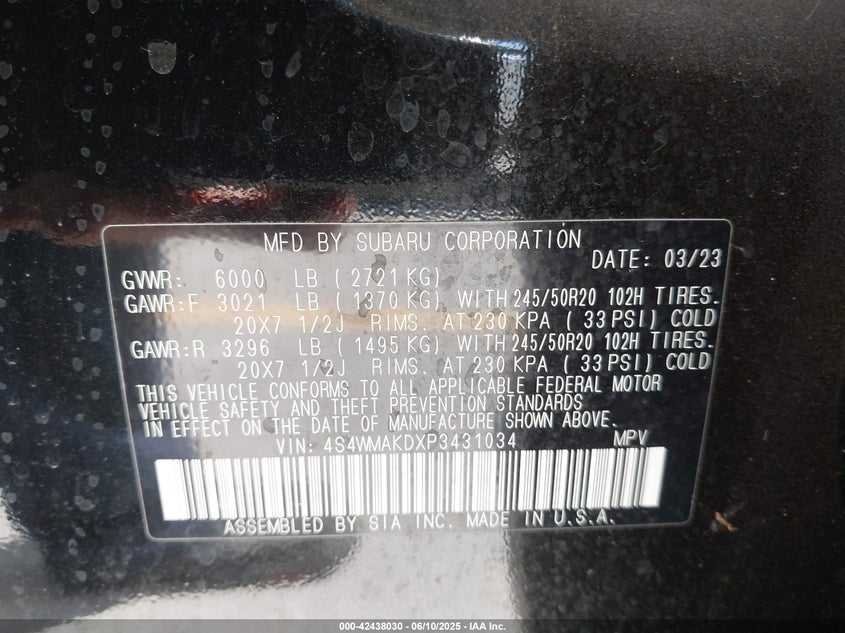 MFD BY SUBARU CORPORATION
DATE: 03/23
GVWR: 6000 LB ( 2721 KG)
GAWR:F 3021 LB ( 1370 KG) WITH 245/50R20 102H TIRES.
20X7 1/2J RIMS. AT 230 KPA ( 33 PSI) COLD
GAWR:R 3296 LB ( 1495 KG) WITH 245/50R20 102H TIRES.
20X7 1/2J RIMS. AT 230 KPA ( 33 PSI) COLD
THIS VEHICLE CONFORMS TO ALL APPLICABLE FEDERAL MOTOR
VEHICLE SAFETY AND THEFT PREVENTION STANDARDS
IN EFFECT ON THE DATE OF MANUFACTURE SHOWN ABOVE.
VIN: 4S4WMAKDXP3431034 MPV
ASSEMBLED BY SIA INC. MADE IN U.S.A.
000-42438030 - 06/10/2025 - IAA Inc.